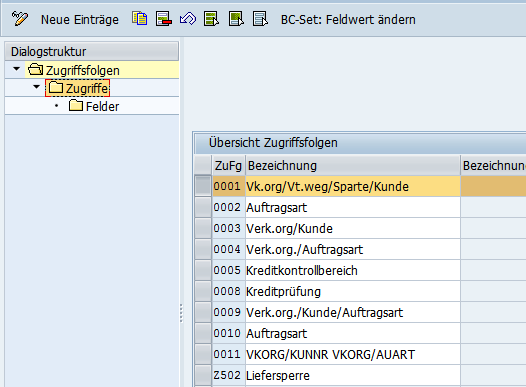 Neue Einträge BC-Set: Feldwert ändern
Dialogstruktur
Zugriffsfolgen
Zugriffe
Felder
Übersicht Zugriffsfolgen
ZuFg Bezeichnung Bezeichnun
0001 Vk.org/Vt.weg/Sparte/Kunde
0002 Auftragsart
0003 Verk.org/Kunde
0004 Verk.org./Auftragsart
0005 Kreditkontrollbereich
0008 Kreditprüfung
0009 Verk.org./Kunde/Auftragsart
0010 Auftragsart
0011 VKORG/KUNNR VKORG/AUART
Z502 Liefersperre